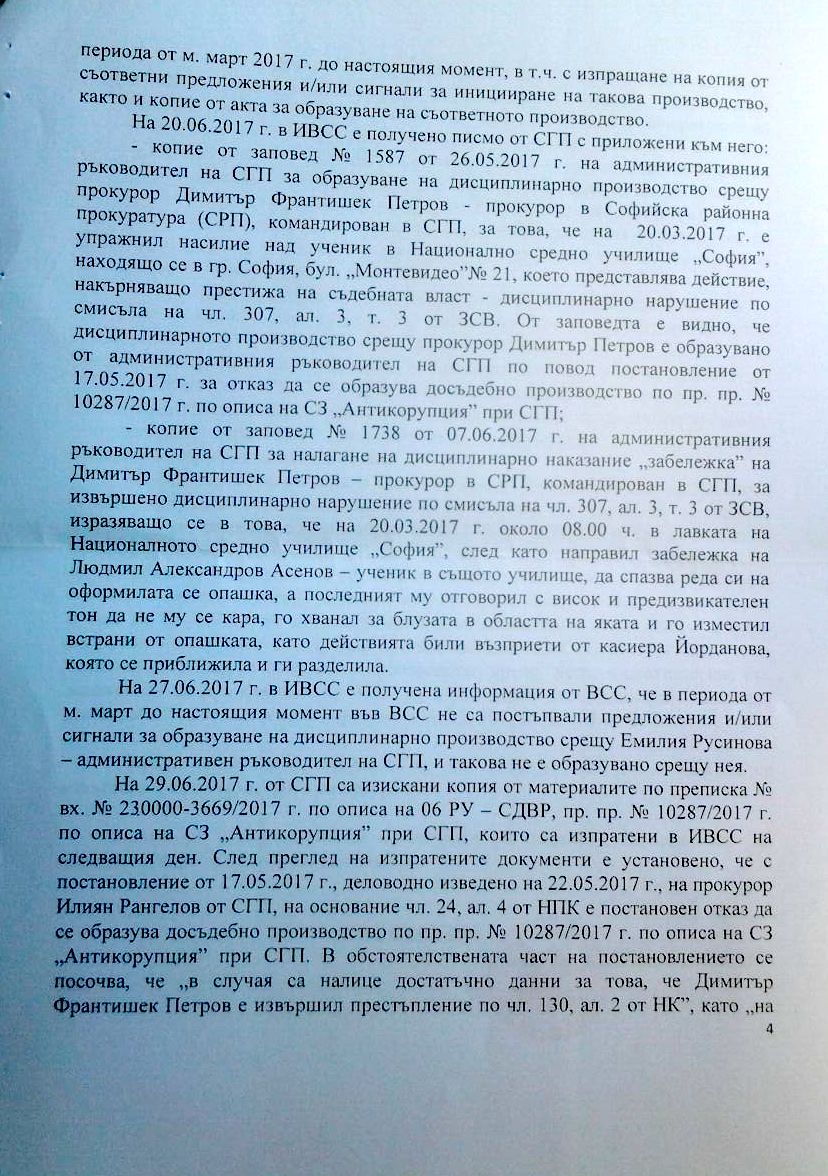 периода от м. март 2017 г. до настоящия момент, в т.ч. с изпращане на копия от
съответни предложения и/или сигнали за иницииране на такова производство,
както и копие от акта за образуване на съответното производство.
На 20.06.2017 г. в ИВСС е получено писмо от СГП с приложени към него:
- копие от заповед № 1587 от 26.05.2017 г. на административния
ръководител на СГП за образуване на дисциплинарно производство срещу
прокурор Димитър Франтишек Петров - прокурор в Софийска районна
прокуратура (СРП), командирован в СГП, за това, че на 20.03.2017 г. е
упражнил насилие над ученик в Национално средно училище „София”,
находящо се в гр. София, бул. „Монтевидео”№ 21, което представлява действие,
накърняващо престижа на съдебната власт - дисциплинарно нарушение по
смисъла на чл. 307, ал. 3, т. 3 от ЗСВ. От заповедта е видно, че
дисциплинарното производство срещу прокурор Димитър Петров е образувано
от административния ръководител на СГП по повод постановление от
17.05.2017 г. за отказ да се образува досъдебно производство по пр. пр. №
10287/2017 г. по описа на СЗ „Антикорупция” при СГП;
- копие от заповед № 1738 от 07.06.2017 г. на административния
ръководител на СГП за налагане на дисциплинарно наказание „забележка” на
Димитър Франтишек Петров – прокурор в СРП, командирован в СГП, за
извършено дисциплинарно нарушение по смисъла на чл. 307, ал. 3, т. 3 от ЗСВ,
изразяващо се в това, че на 20.03.2017 г. около 08.00 ч. в лавката на
Националното средно училище „София”, след като направил забележка на
Людмил Александров Асенов – ученик в същото училище, да спазва реда си на
оформилата се опашка, а последният му отговорил с висок и предизвикателен
тон да не му се кара, го хванал за блузата в областта на яката и го изместил
встрани от опашката, като действията били възприети от касиера Йорданова,
която се приближила и ги разделила.
На 27.06.2017 г. в ИВСС е получена информация от ВСС, че в периода от
м. март до настоящия момент във ВСС не са постъпвали предложения и/или
сигнали за образуване на дисциплинарно производство срещу Емилия Русинова
– административен ръководител на СГП, и такова не е образувано срещу нея.
На 29.06.2017 г. от СГП са изискани копия от материалите по преписка №
вх. № 230000-3669/2017 г. по описа на 06 РУ – СДВР, пр. пр. № 10287/2017 г.
по описа на СЗ „Антикорупция” при СГП, които са изпратени в ИВСС на
следващия ден. След преглед на изпратените документи е установено, че с
постановление от 17.05.2017 г., деловодно изведено на 22.05.2017 г., на прокурор
Илиян Рангелов от СГП, на основание чл. 24, ал. 4 от НПК е постановен отказ да
се образува досъдебно производство по пр. пр. № 10287/2017 г. по описа на СЗ
„Антикорупция” при СГП. В обстоятелствената част на постановлението се
посочва, че „в случая са налице достатъчно данни за това, че Димитър
Франтишек Петров е извършил престъпление по чл. 130, ал. 2 от НК”, като „на
4